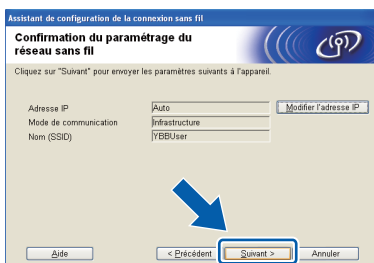 Assistant de configuration de la connexion sans fil
Confirmation du paramétrage du
réseau sans fil
Cliquez sur "Suivant" pour envoyer les paramètres suivants à l'appareil.
Adresse IP Auto Modifier l'adresse IP
Mode de communication Infrastructure
Nom (SSID) YBBUser
Aide < Précédent Suivant > Annuler